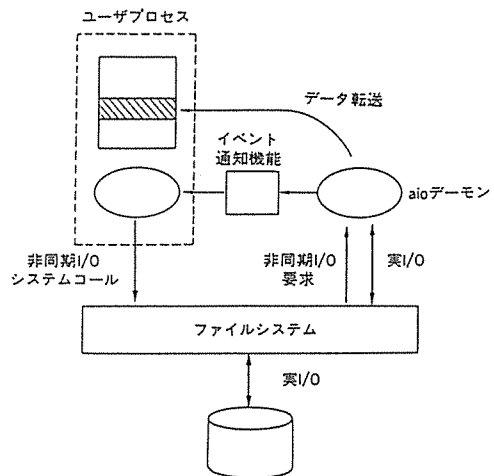 ユーザプロセス
データ転送
イベント
通知機能
aioデーモン
非同期I/O
システムコール
非同期I/O
要求
実I/O
ファイルシステム
実I/O